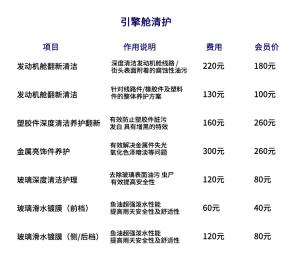 引擎舱清护
项目 作用说明 费用 会员价
发动机舱翻新清洁 深度清洁发动机舱线路/ 220元 180元
街头表面附着的腐蚀性油污
发动机舱翻新清洁 针对线路件/橡胶件及塑料 130元 100元
件的整体养护方案
塑胶件深度清洁养护翻新 有效防止塑胶件脏污 160元 260元
发白 具有增黑的特效
金属亮饰件养护 有效解决金属件失光 300元 260元
氧化色泽暗淡等问题
玻璃深度清洁护理 去除玻璃表面油污 虫尸 120元 80元
有效提高安全性
玻璃滑水镀膜（前档） 鱼油超强泼水性能 60元 40元
提高雨天安全性及舒适性
玻璃滑水镀膜（侧/后档） 鱼油超强泼水性能 120元 80元
提高雨天安全性及舒适性